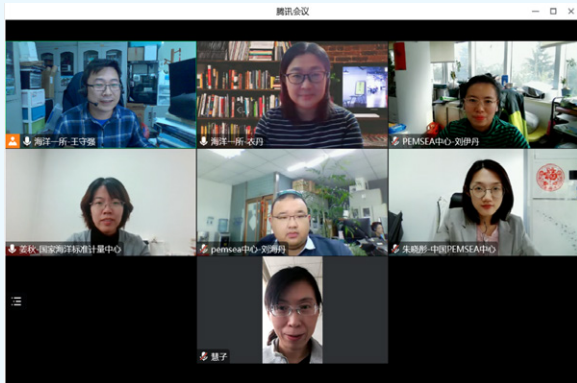 腾讯会议
海洋一所-王守强
海洋一所-衣丹
PEMSEA中心-刘伊丹
姜秋-国家海洋标准计量中心
pemsea中心-刘海丹
朱晓彤-中国PEMSEA中心
慧子